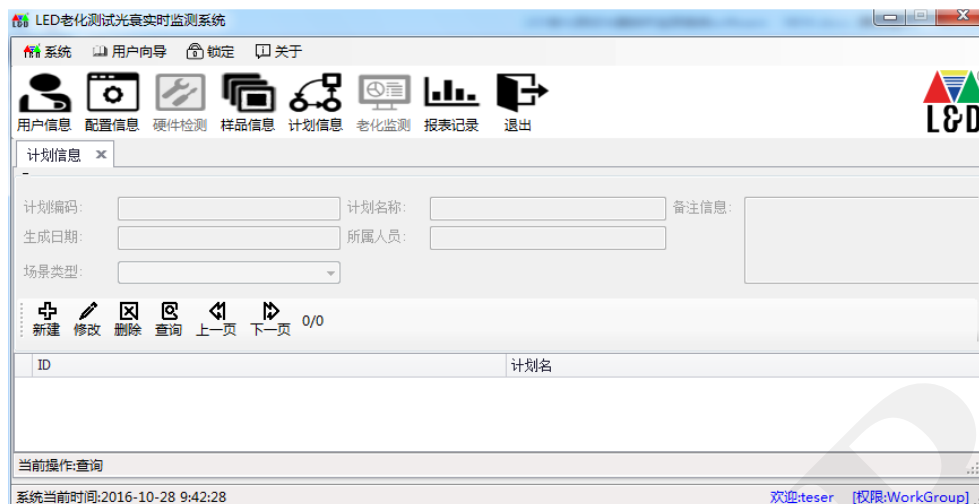 LED老化测试光衰实时监测系统
系统 用户向导 锁定 关于
用户信息 配置信息 硬件检测 样品信息 计划信息 老化监测 报表记录 退出
L&D
计划信息
计划编码: 计划名称: 备注信息:
生成日期: 所属人员:
场景类型:
新建 修改 删除 查询 上一页 下一页 0/0
ID 计划名
当前操作:查询
系统当前时间:2016-10-28 9:42:28 欢迎:teser [权限:WorkGroup]